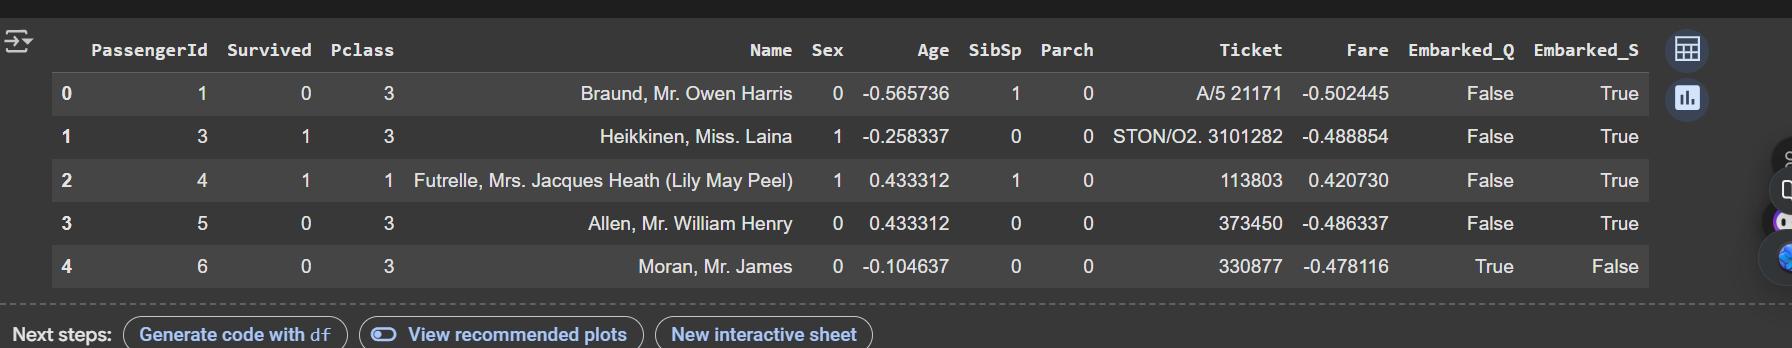 PassengerId Survived Pclass Name Sex Age SibSp Parch Ticket Fare Embarked_Q Embarked_S
0 1 0 3 Braund, Mr. Owen Harris 0 -0.565736 1 0 A/5 21171 -0.502445 False True
1 3 1 3 Heikkinen, Miss. Laina 1 -0.258337 0 0 STON/O2. 3101282 -0.488854 False True
2 4 1 1 Futrelle, Mrs. Jacques Heath (Lily May Peel) 1 0.433312 1 0 113803 0.420730 False True
3 5 0 3 Allen, Mr. William Henry 0 0.433312 0 0 373450 -0.486337 False True
4 6 0 3 Moran, Mr. James 0 -0.104637 0 0 330877 -0.478116 True False
Next steps: Generate code with df View recommended plots New interactive sheet